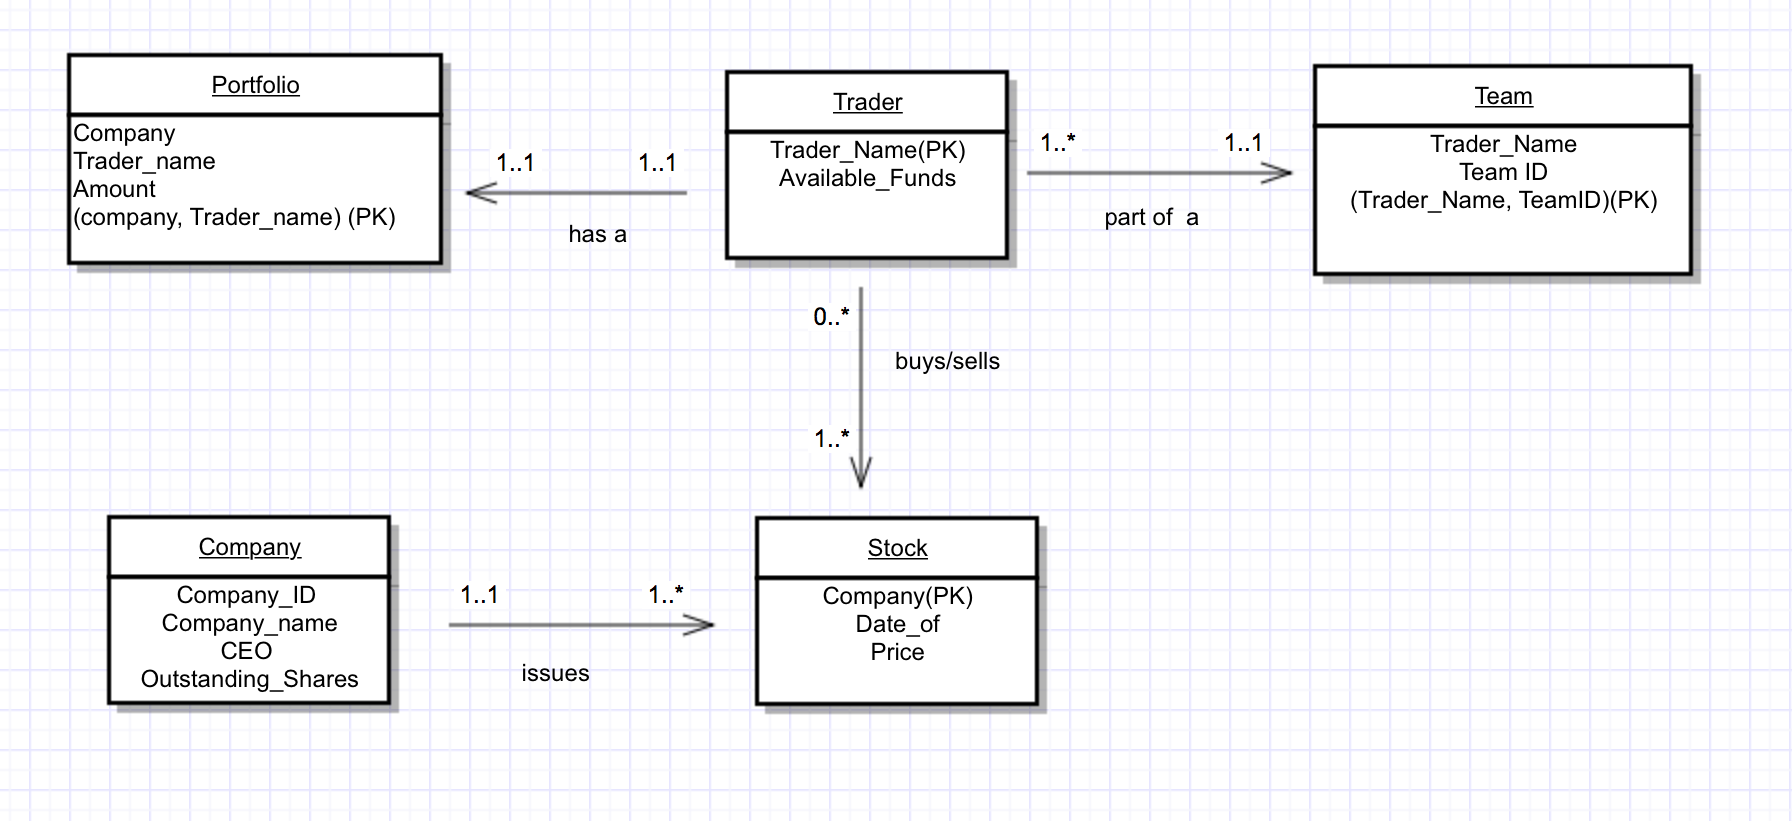 Portfolio
Company
Trader_name
Amount
(company, Trader_name) (PK)
1..1
1..1
has a
Trader
Trader_Name(PK)
Available_Funds
1..*
1..1
part of  a
Team
Trader_Name
Team ID
(Trader_Name, TeamID)(PK)
0..*
buys/sells
1..*
Company
Company_ID
Company_name
CEO
Outstanding_Shares
1..1
1..*
issues
Stock
Company(PK)
Date_of
Price